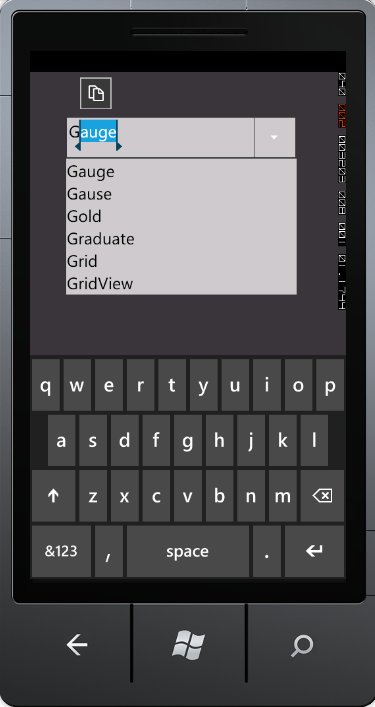 Gauge
Gauge
Gause
Gold
Graduate
Grid
GridView
q w e r t y u i o p
a s d f g h j k l
z x c v b n m
&123 , space .